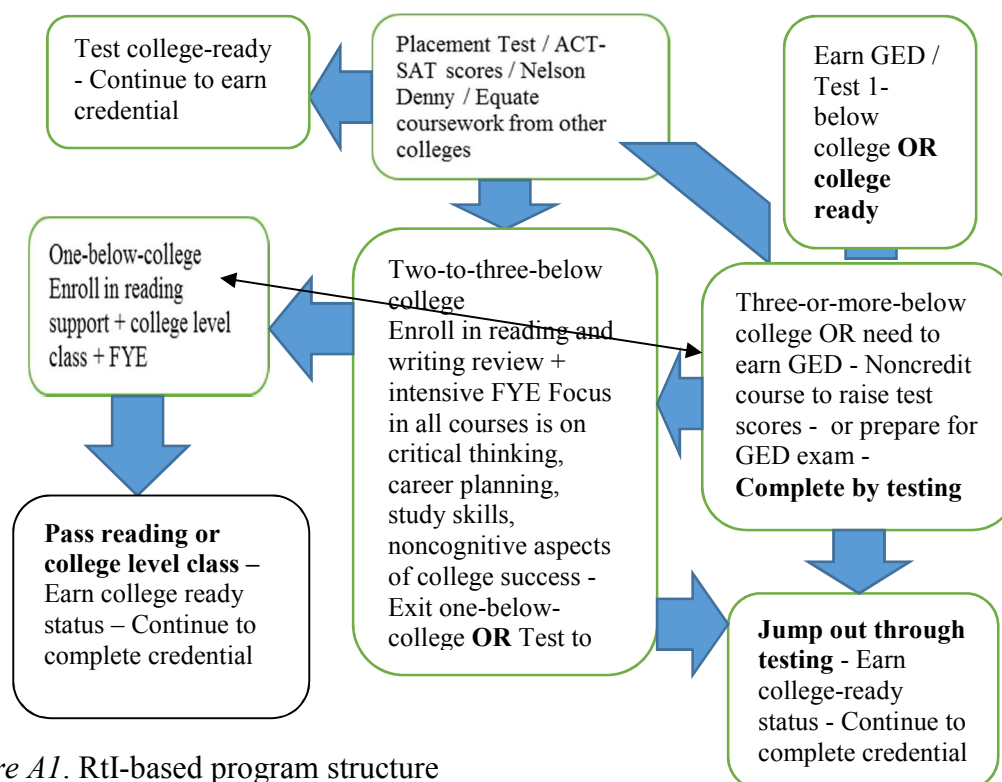 Test college-ready
- Continue to earn
credential
Placement Test / ACT-
SAT scores / Nelson
Denny / Equate
coursework from other
colleges
Earn GED /
Test 1-
below
college OR
college
ready
One-below-college
Enroll in reading
support + college level
class + FYE
Two-to-three-below
college
Enroll in reading and
writing review +
intensive FYE Focus
in all courses is on
critical thinking,
career planning,
study skills,
noncognitive aspects
of college success -
Exit one-below-
college OR Test to
Three-or-more-below
college OR need to
earn GED - Noncredit
course to raise test
scores - or prepare for
GED exam -
Complete by testing
Pass reading or
college level class –
Earn college ready
status – Continue to
complete credential
Jump out through
testing - Earn
college-ready
status - Continue to
complete credential
re A1. RtI-based program structure